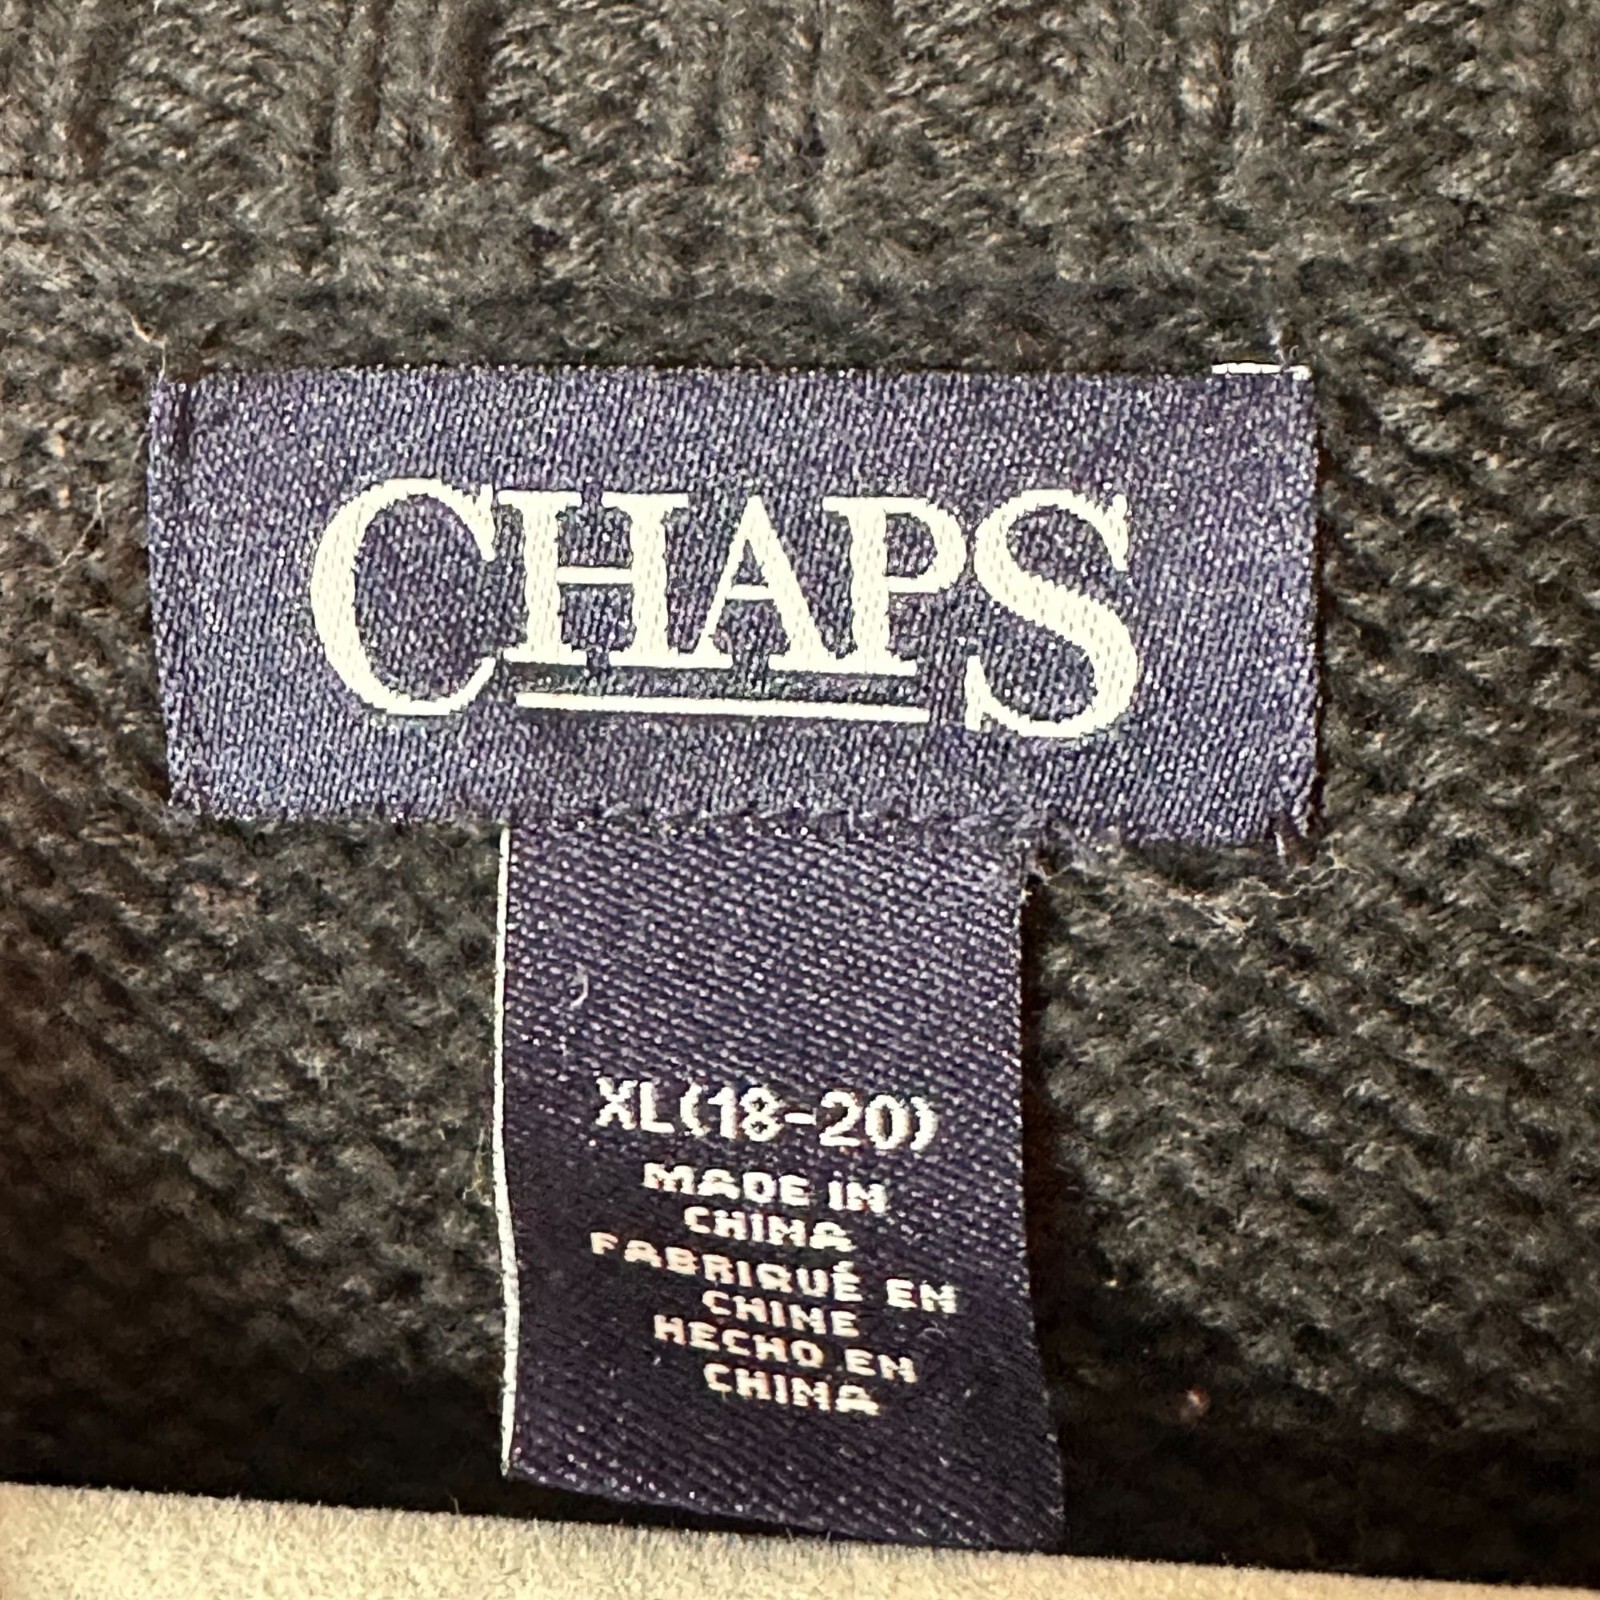 CHAPS
XL(18-20)
MADE IN
CHINA
FABRIQUÉ EN
CHINE
HECHO EN
CHINA